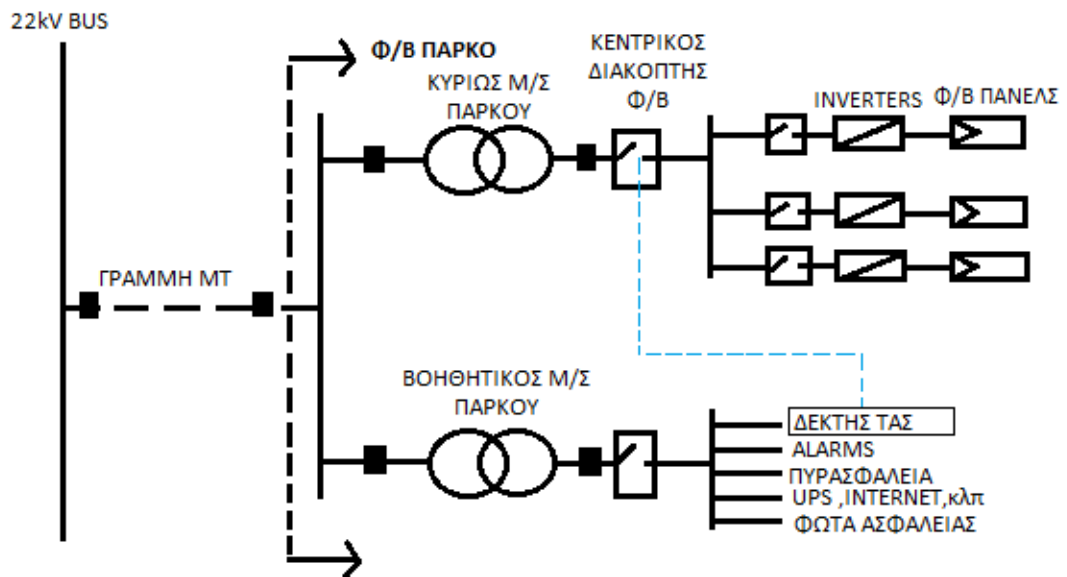 22kV BUS
Φ/Β ΠΑΡΚΟ
ΚΥΡΙΩΣ Μ/Σ
ΠΑΡΚΟΥ
ΚΕΝΤΡΙΚΟΣ
ΔΙΑΚΟΠΤΗΣ
Φ/Β
INVERTERS
Φ/Β ΠΑΝΕΛΣ
ΓΡΑΜΜΗ ΜΤ
ΒΟΗΘΗΤΙΚΟΣ Μ/Σ
ΠΑΡΚΟΥ
ΔΕΚΤΗΣ ΤΑΣ
ALARMS
ΠΥΡΑΣΦΑΛΕΙΑ
UPS ,INTERNET,κλπ
ΦΩΤΑ ΑΣΦΑΛΕΙΑΣ